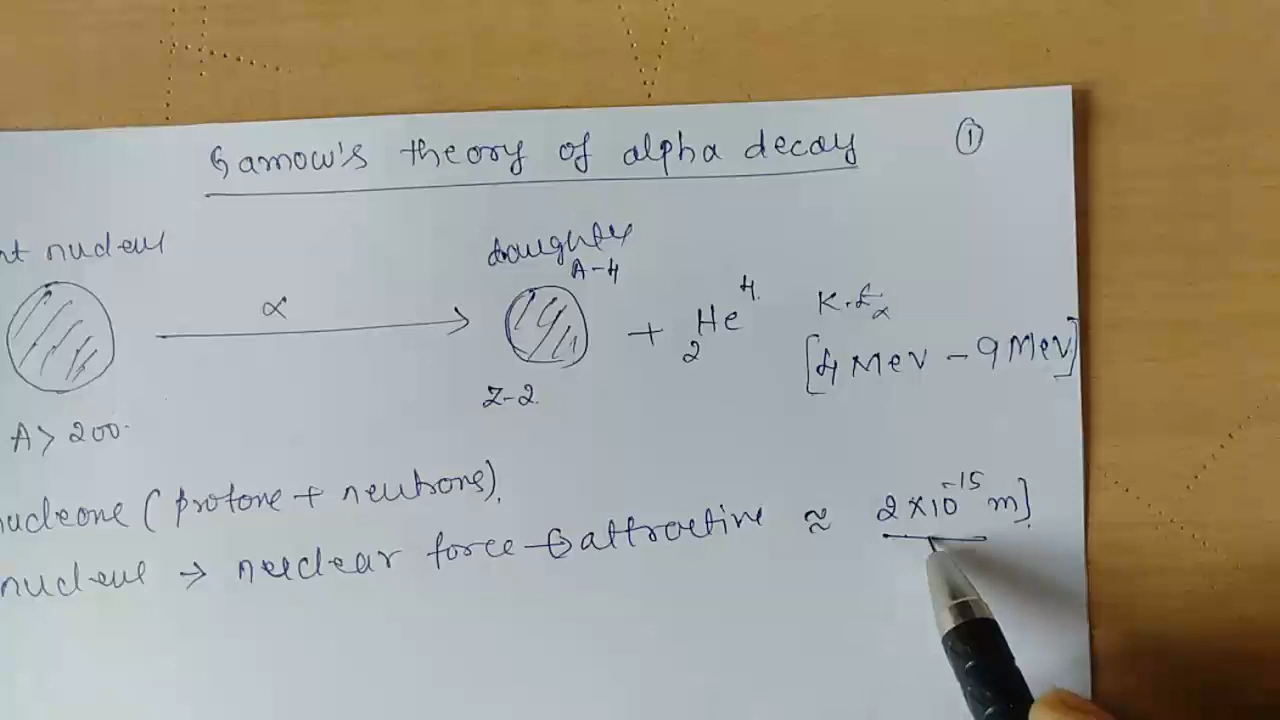 Gamow's theory of alpha decay ①
nt nucleus
daughter
A-4
α
+ ₂He⁴ K.Eα
[4 Mev - 9 Mev]
Z-2
A > 200.
nucleons (protons + neutrons).
nucleus → nuclear force → attractive ≈ 2×10⁻¹⁵ m].